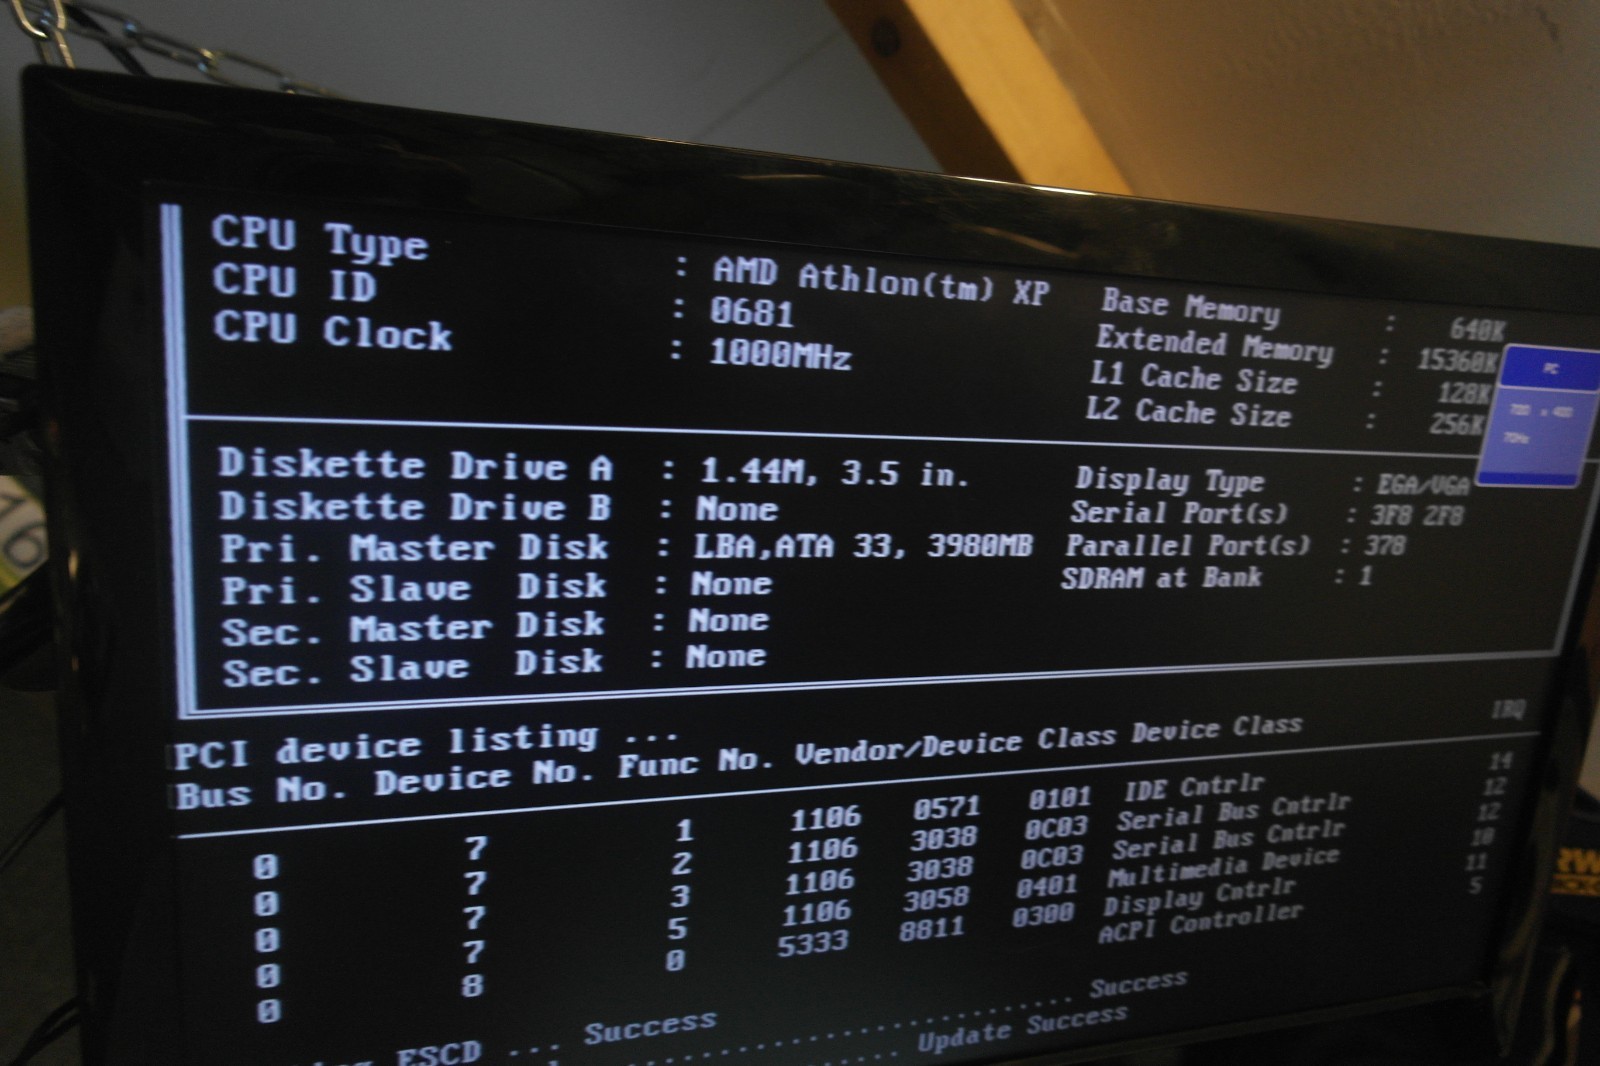 CPU Type : AMD Athlon(tm) XP Base Memory : 640K
CPU ID : 0681 Extended Memory : 15360K
CPU Clock : 1000MHz L1 Cache Size : 128K
L2 Cache Size : 256K
PC
720 x 400
70Hz
Diskette Drive A : 1.44M, 3.5 in. Display Type : EGA/VGA
Diskette Drive B : None Serial Port(s) : 3F8 2F8
Pri. Master Disk : LBA,ATA 33, 3980MB Parallel Port(s) : 378
Pri. Slave Disk : None SDRAM at Bank : 1
Sec. Master Disk : None
Sec. Slave Disk : None
PCI device listing ...
Bus No. Device No. Func No. Vendor/Device Class Device Class IRQ
0 7 1 1106 0571 0101 IDE Cntrlr 14
0 7 2 1106 3038 0C03 Serial Bus Cntrlr 12
0 7 3 1106 3038 0C03 Serial Bus Cntrlr 12
0 7 5 1106 3058 0401 Multimedia Device 10
0 8 0 5333 8811 0300 Display Cntrlr 11
ACPI Controller 5
ESCD ... Success
.......................... Success
...... Update Success
16